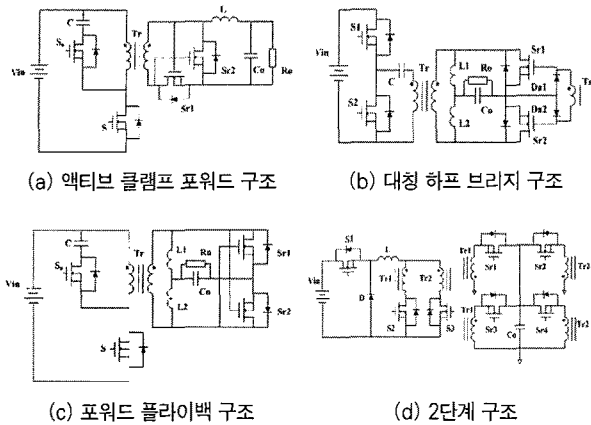 C
Tr
L
Vin
Sr2
Co
Ro
S
Sr1
(a) 액티브 클램프 포워드 구조
S1
Vin
S2
C
Tr
L1
L2
Ro
Co
Sr1
Da1
Da2
Sr2
(b) 대칭 하프 브리지 구조
C
Tr
L1
Ro
Sr1
Vin
L2
Co
Sr2
S
(c) 포워드 플라이백 구조
S1
L
Vin
D
Tr1
Tr2
S2
S3
Tr1
Sr1
Sr2
Tr2
Tr1
Sr3
Sr4
Tr2
Co
(d) 2단계 구조